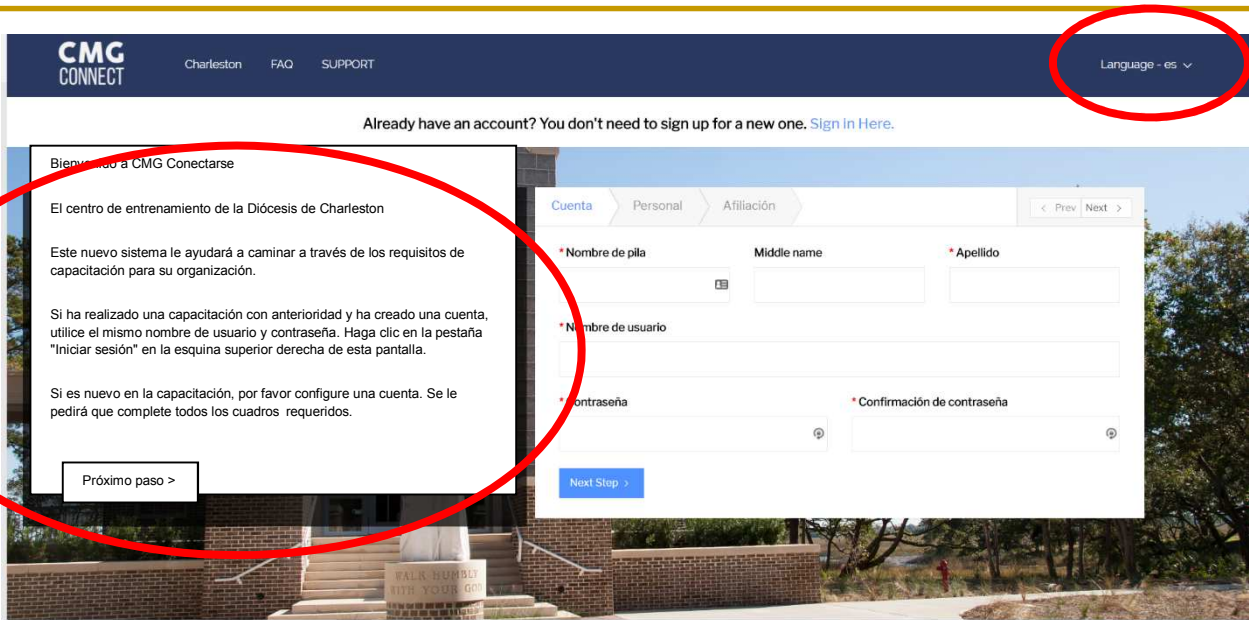 CMG
CONNECT
Charleston FAQ SUPPORT
Language - es
Already have an account? You don't need to sign up for a new one. Sign In Here.
Bienvenido a CMG Conectarse
El centro de entrenamiento de la Diócesis de Charleston
Este nuevo sistema le ayudará a caminar a través de los requisitos de
capacitación para su organización.
Si ha realizado una capacitación con anterioridad y ha creado una cuenta,
utilice el mismo nombre de usuario y contraseña. Haga clic en la pestaña
"Iniciar sesión" en la esquina superior derecha de esta pantalla.
Si es nuevo en la capacitación, por favor configure una cuenta. Se le
pedirá que complete todos los cuadros requeridos.
Próximo paso >
Cuenta Personal Afiliación
< Prev Next >
* Nombre de pila Middle name * Apellido
* Nombre de usuario
* Contraseña * Confirmación de contraseña
Next Step >
WALK HUMBLY
WITH YOUR GOD